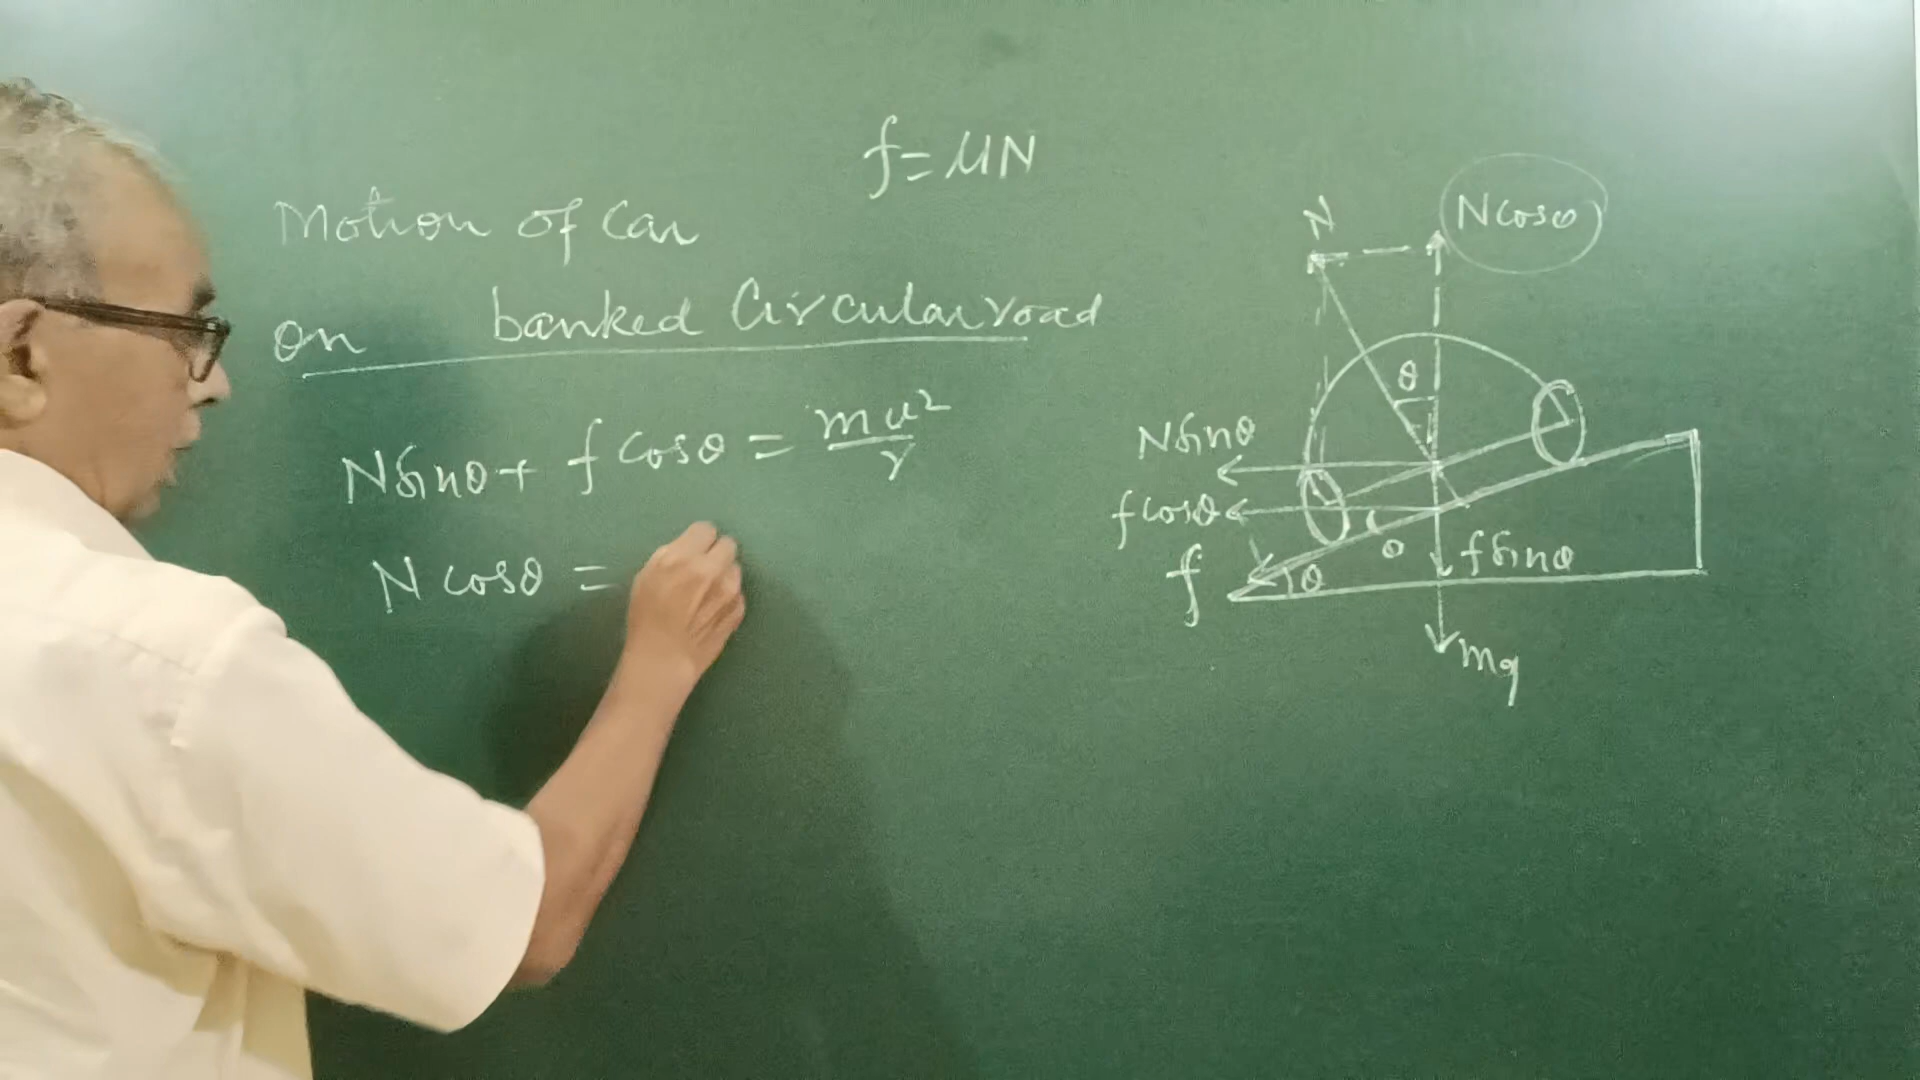 f = μN
Motion of Car
on banked Circular road
N sinθ + f cosθ = mv²/r
N cosθ =
N
N cosθ
θ
N sinθ
f cosθ
θ
f sinθ
f
θ
mg